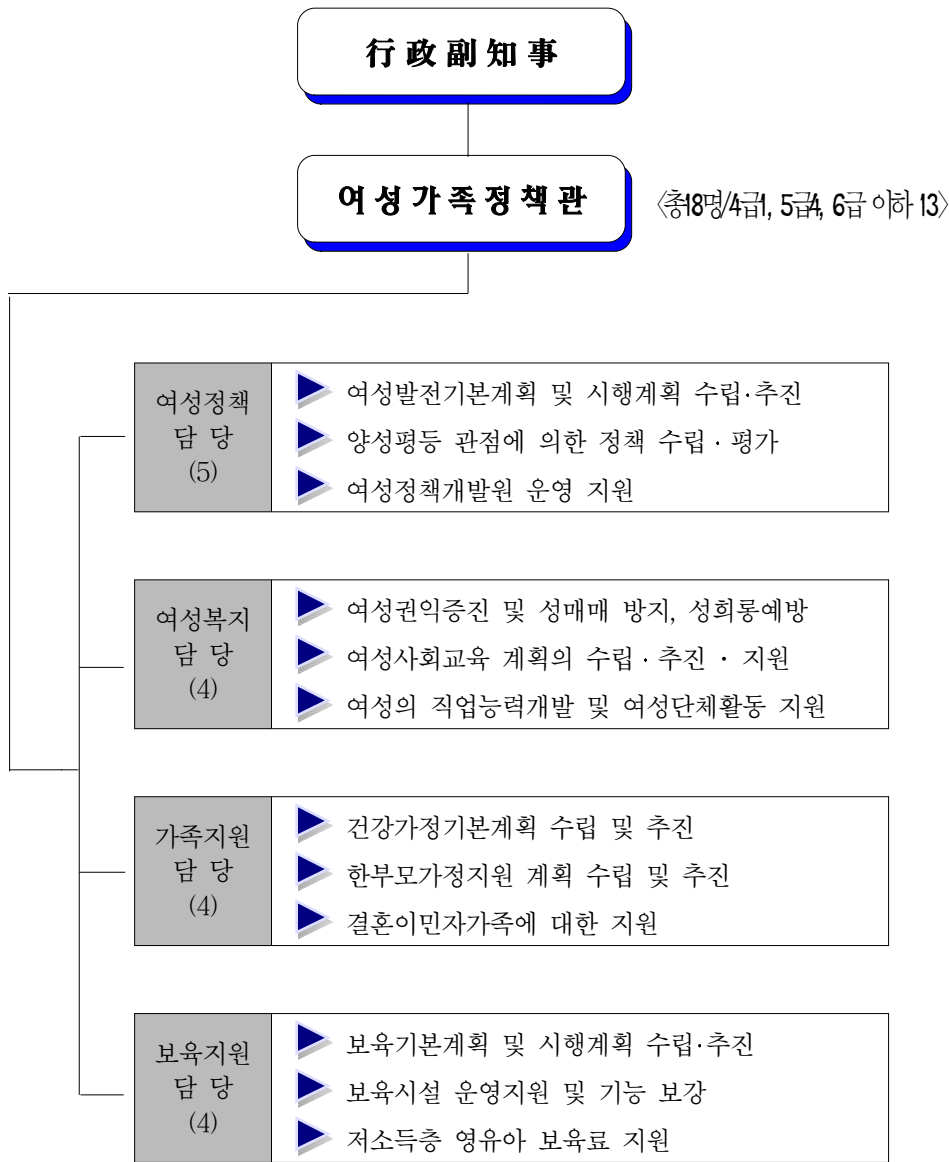 行政副知事
여성가족정책관
〈총18명/4급1, 5급4, 6급 이하 13〉
여성정책
담 당
(5)
여성발전기본계획 및 시행계획 수립·추진
양성평등 관점에 의한 정책 수립·평가
여성정책개발원 운영 지원
여성복지
담 당
(4)
여성권익증진 및 성매매 방지, 성희롱예방
여성사회교육 계획의 수립·추진·지원
여성의 직업능력개발 및 여성단체활동 지원
가족지원
담 당
(4)
건강가정기본계획 수립 및 추진
한부모가정지원 계획 수립 및 추진
결혼이민자가족에 대한 지원
보육지원
담 당
(4)
보육기본계획 및 시행계획 수립·추진
보육시설 운영지원 및 기능 보강
저소득층 영유아 보육료 지원